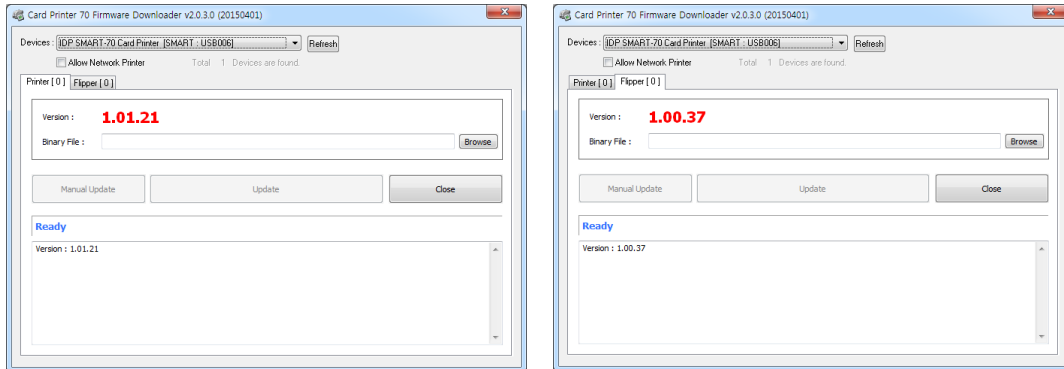 Card Printer 70 Firmware Downloader v2.0.3.0 (20150401)
Devices : IDP SMART-70 Card Printer [SMART : USB006] Refresh
Allow Network Printer Total 1 Devices are found.
Printer [ 0 ] Flipper [ 0 ]
Version : 1.01.21
Binary File : Browse
Manual Update Update Close
Ready
Version : 1.01.21
Card Printer 70 Firmware Downloader v2.0.3.0 (20150401)
Devices : IDP SMART-70 Card Printer [SMART : USB006] Refresh
Allow Network Printer Total 1 Devices are found.
Printer [ 0 ] Flipper [ 0 ]
Version : 1.00.37
Binary File : Browse
Manual Update Update Close
Ready
Version : 1.00.37